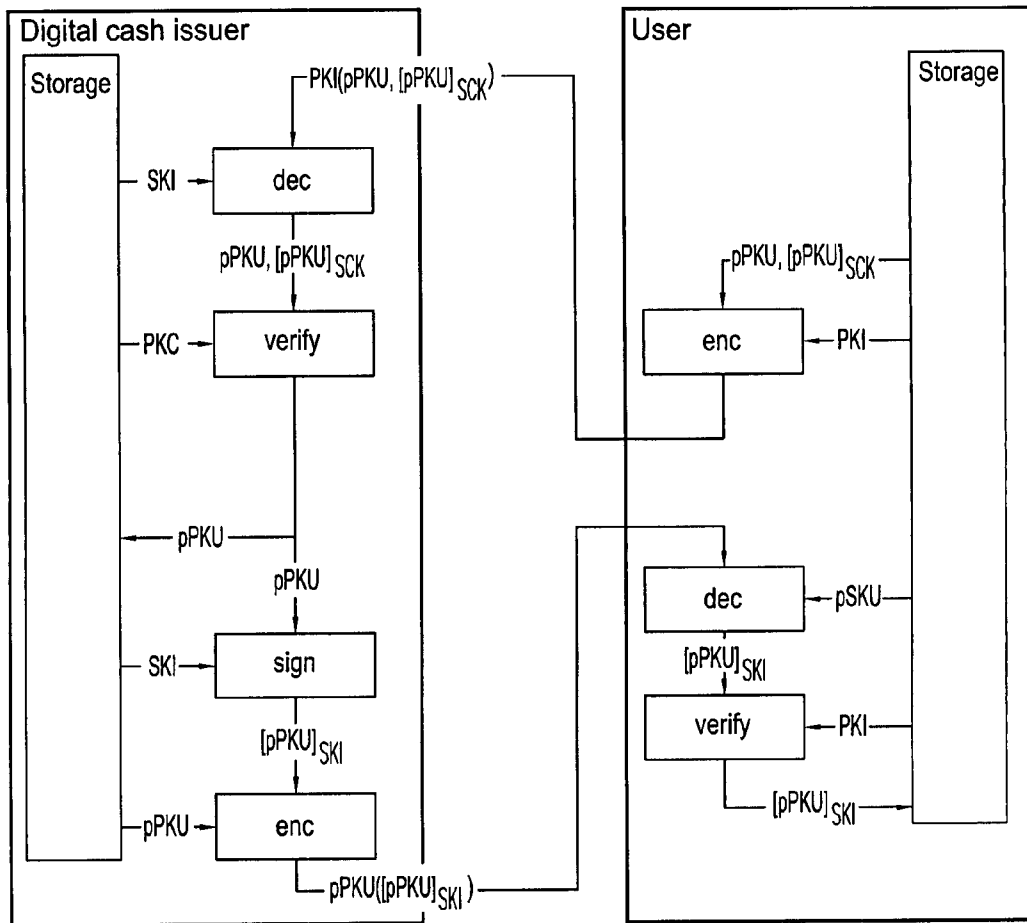 Digital cash issuer
Storage
PKI(pPKU, [pPKU]SCK)
SKI
dec
pPKU, [pPKU]SCK
PKC
verify
pPKU
pPKU
SKI
sign
[pPKU]SKI
pPKU
enc
pPKU([pPKU]SKI)
User
Storage
pPKU, [pPKU]SCK
enc
PKI
dec
pSKU
[pPKU]SKI
verify
PKI
[pPKU]SKI